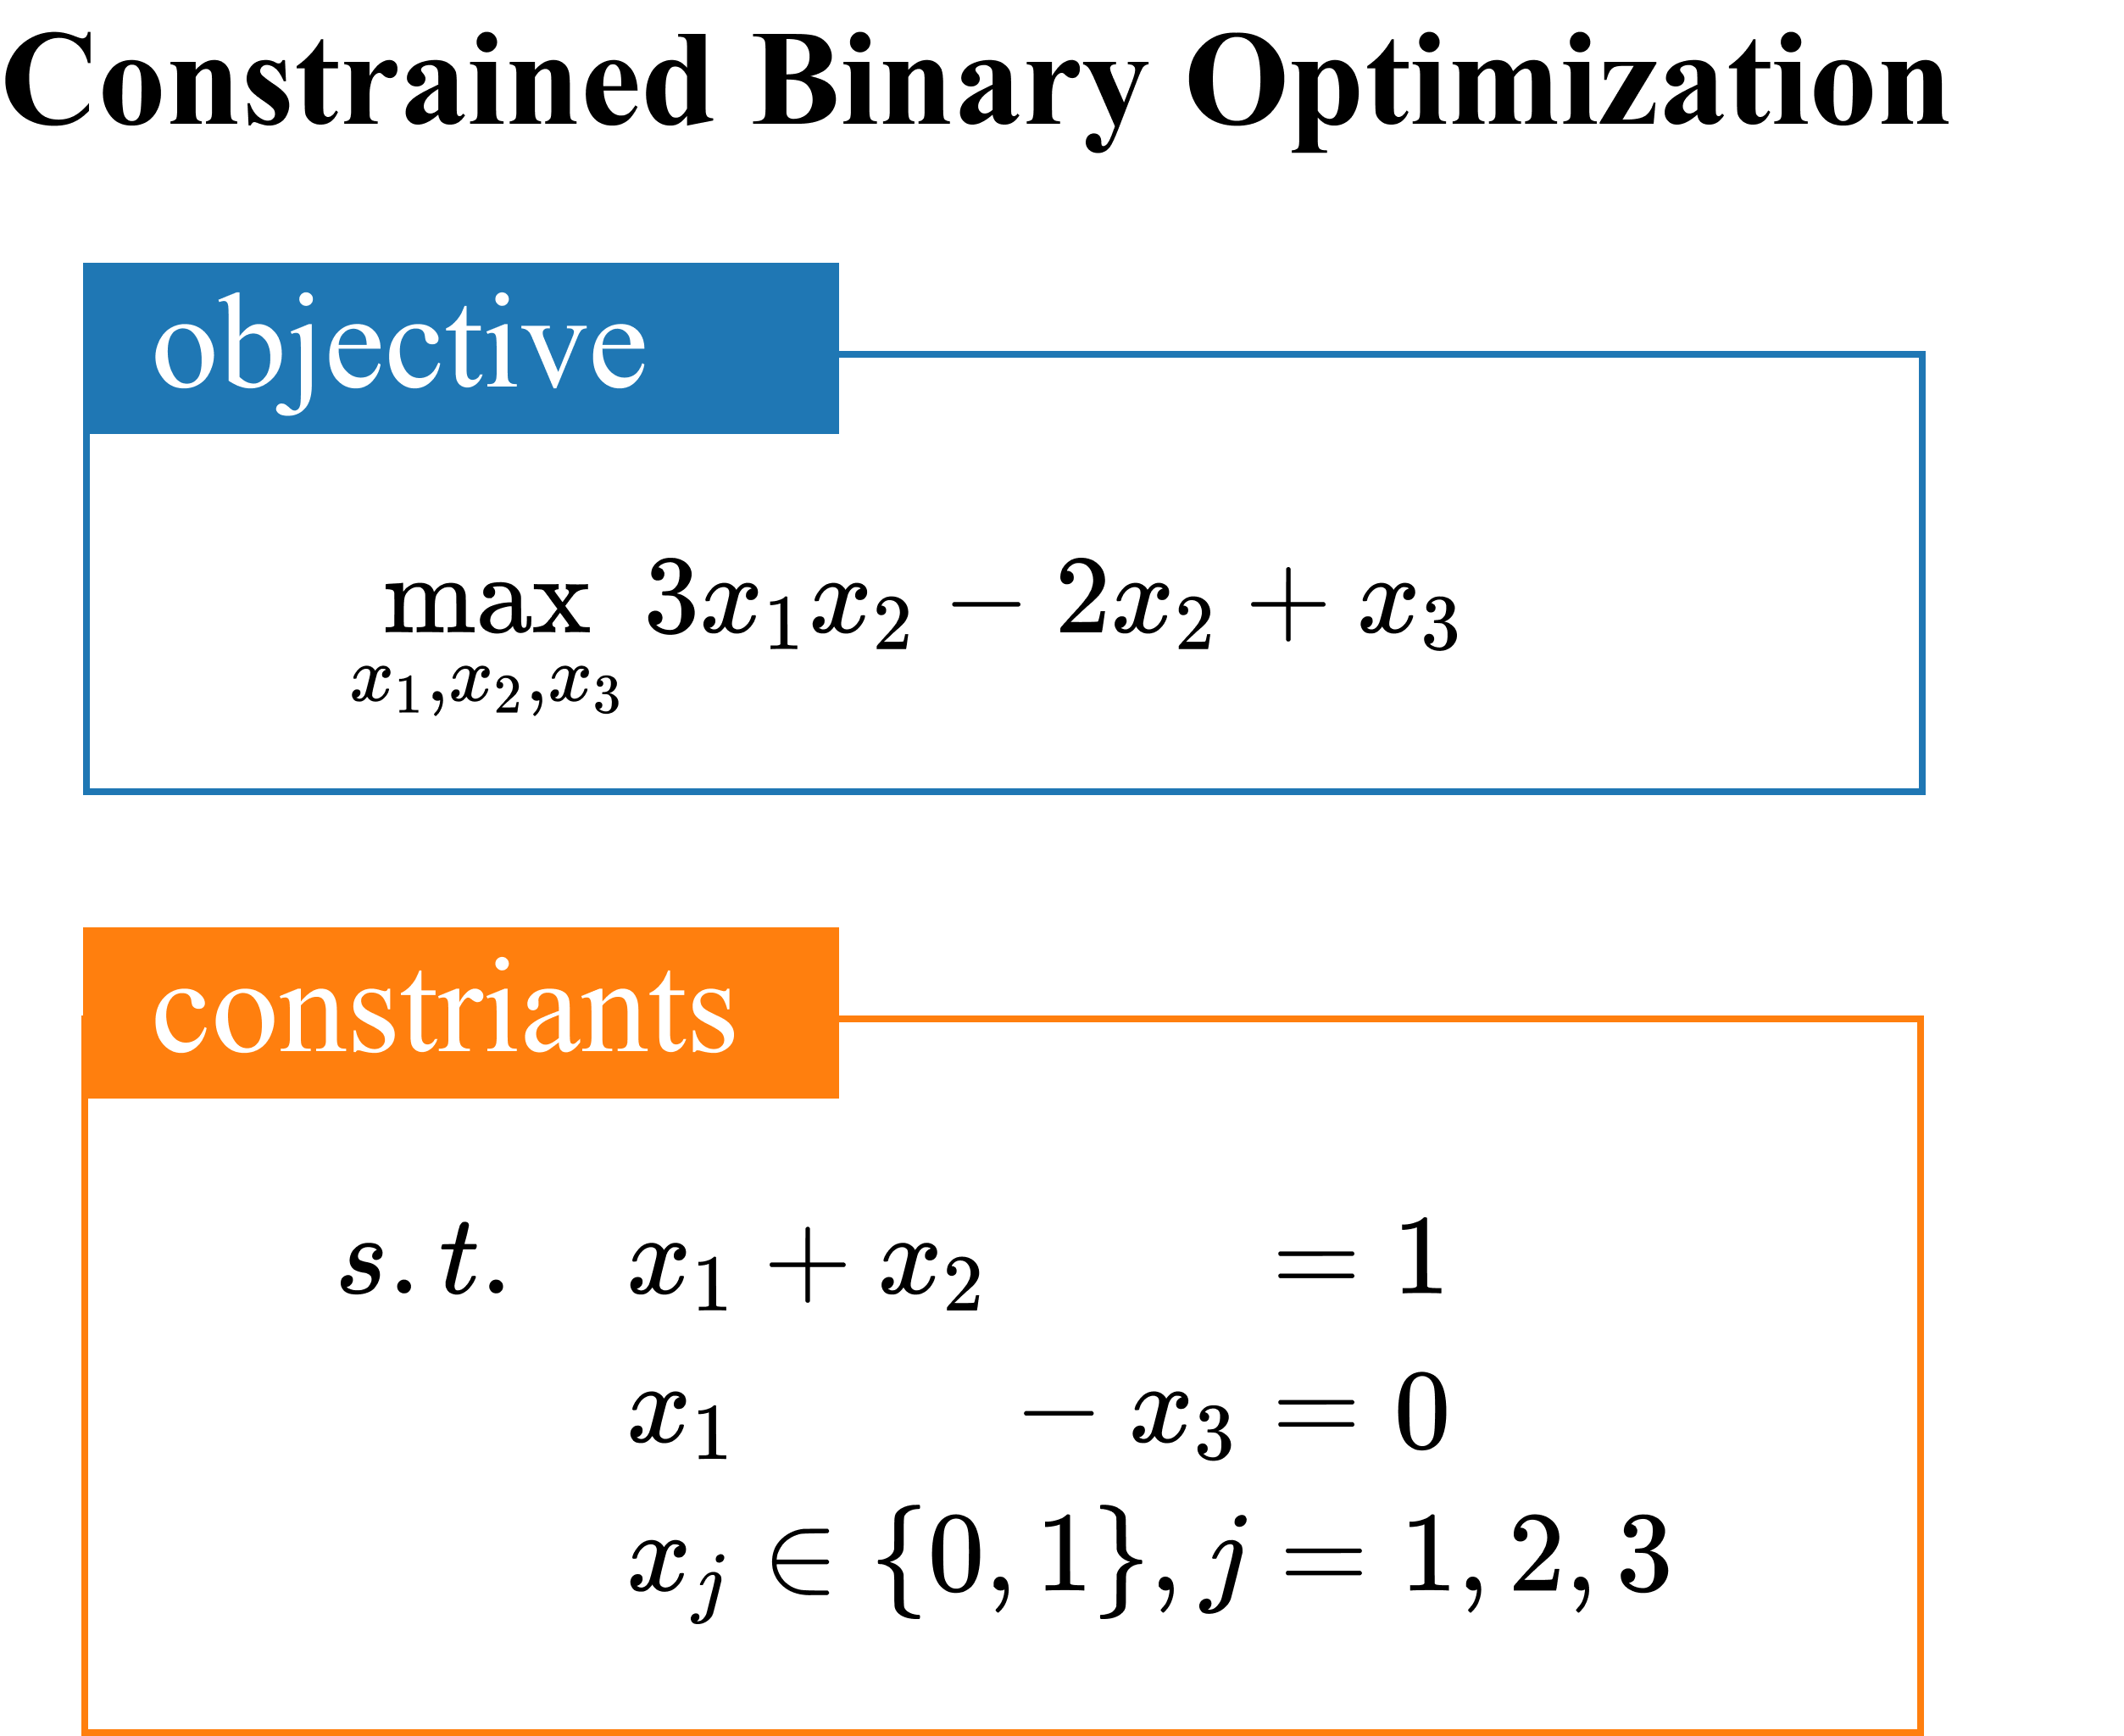 Constrained Binary Optimization
objective
max 3x₁x₂ − 2x₂ + x₃
x₁,x₂,x₃
constriants
s.t. x₁ + x₂ = 1
x₁ − x₃ = 0
xⱼ ∈ {0, 1}, j = 1, 2, 3